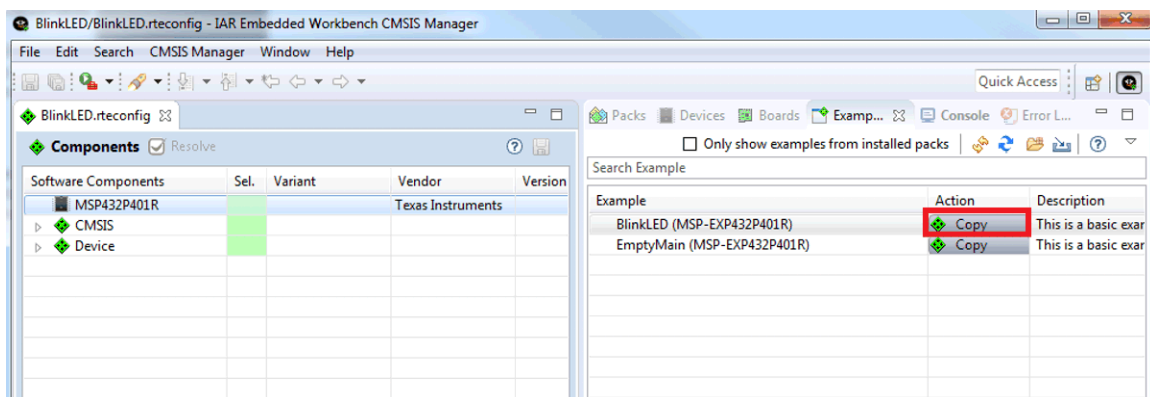 BlinkLED/BlinkLED.rteconfig - IAR Embedded Workbench CMSIS Manager
File Edit Search CMSIS Manager Window Help
Quick Access
BlinkLED.rteconfig
Packs Devices Boards Examp... Console Error L...
Components Resolve
Only show examples from installed packs
Search Example
Software Components Sel. Variant Vendor Version
Example Action Description
MSP432P401R Texas Instruments
BlinkLED (MSP-EXP432P401R) Copy This is a basic exar
CMSIS
EmptyMain (MSP-EXP432P401R) Copy This is a basic exar
Device